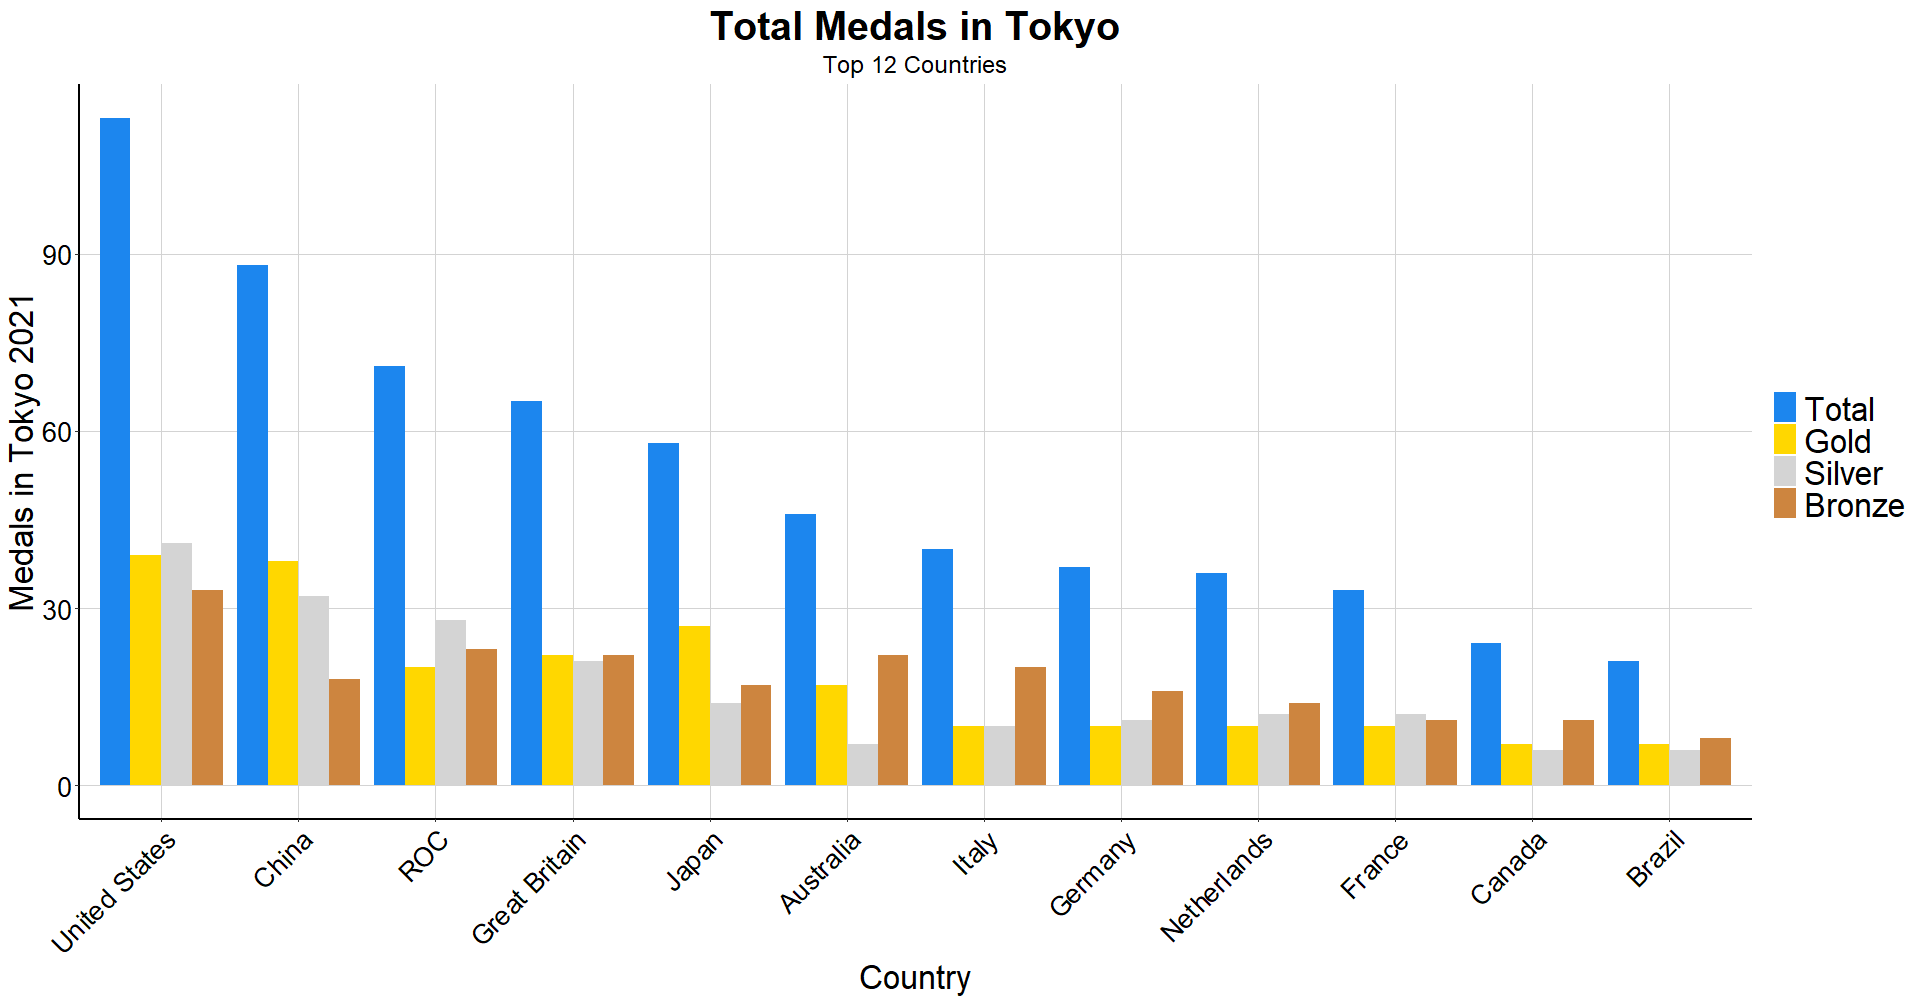 Total Medals in Tokyo
Top 12 Countries
Medals in Tokyo 2021
90
60
30
0
United States
China
ROC
Great Britain
Japan
Australia
Italy
Germany
Netherlands
France
Canada
Brazil
Country
Total
Gold
Silver
Bronze